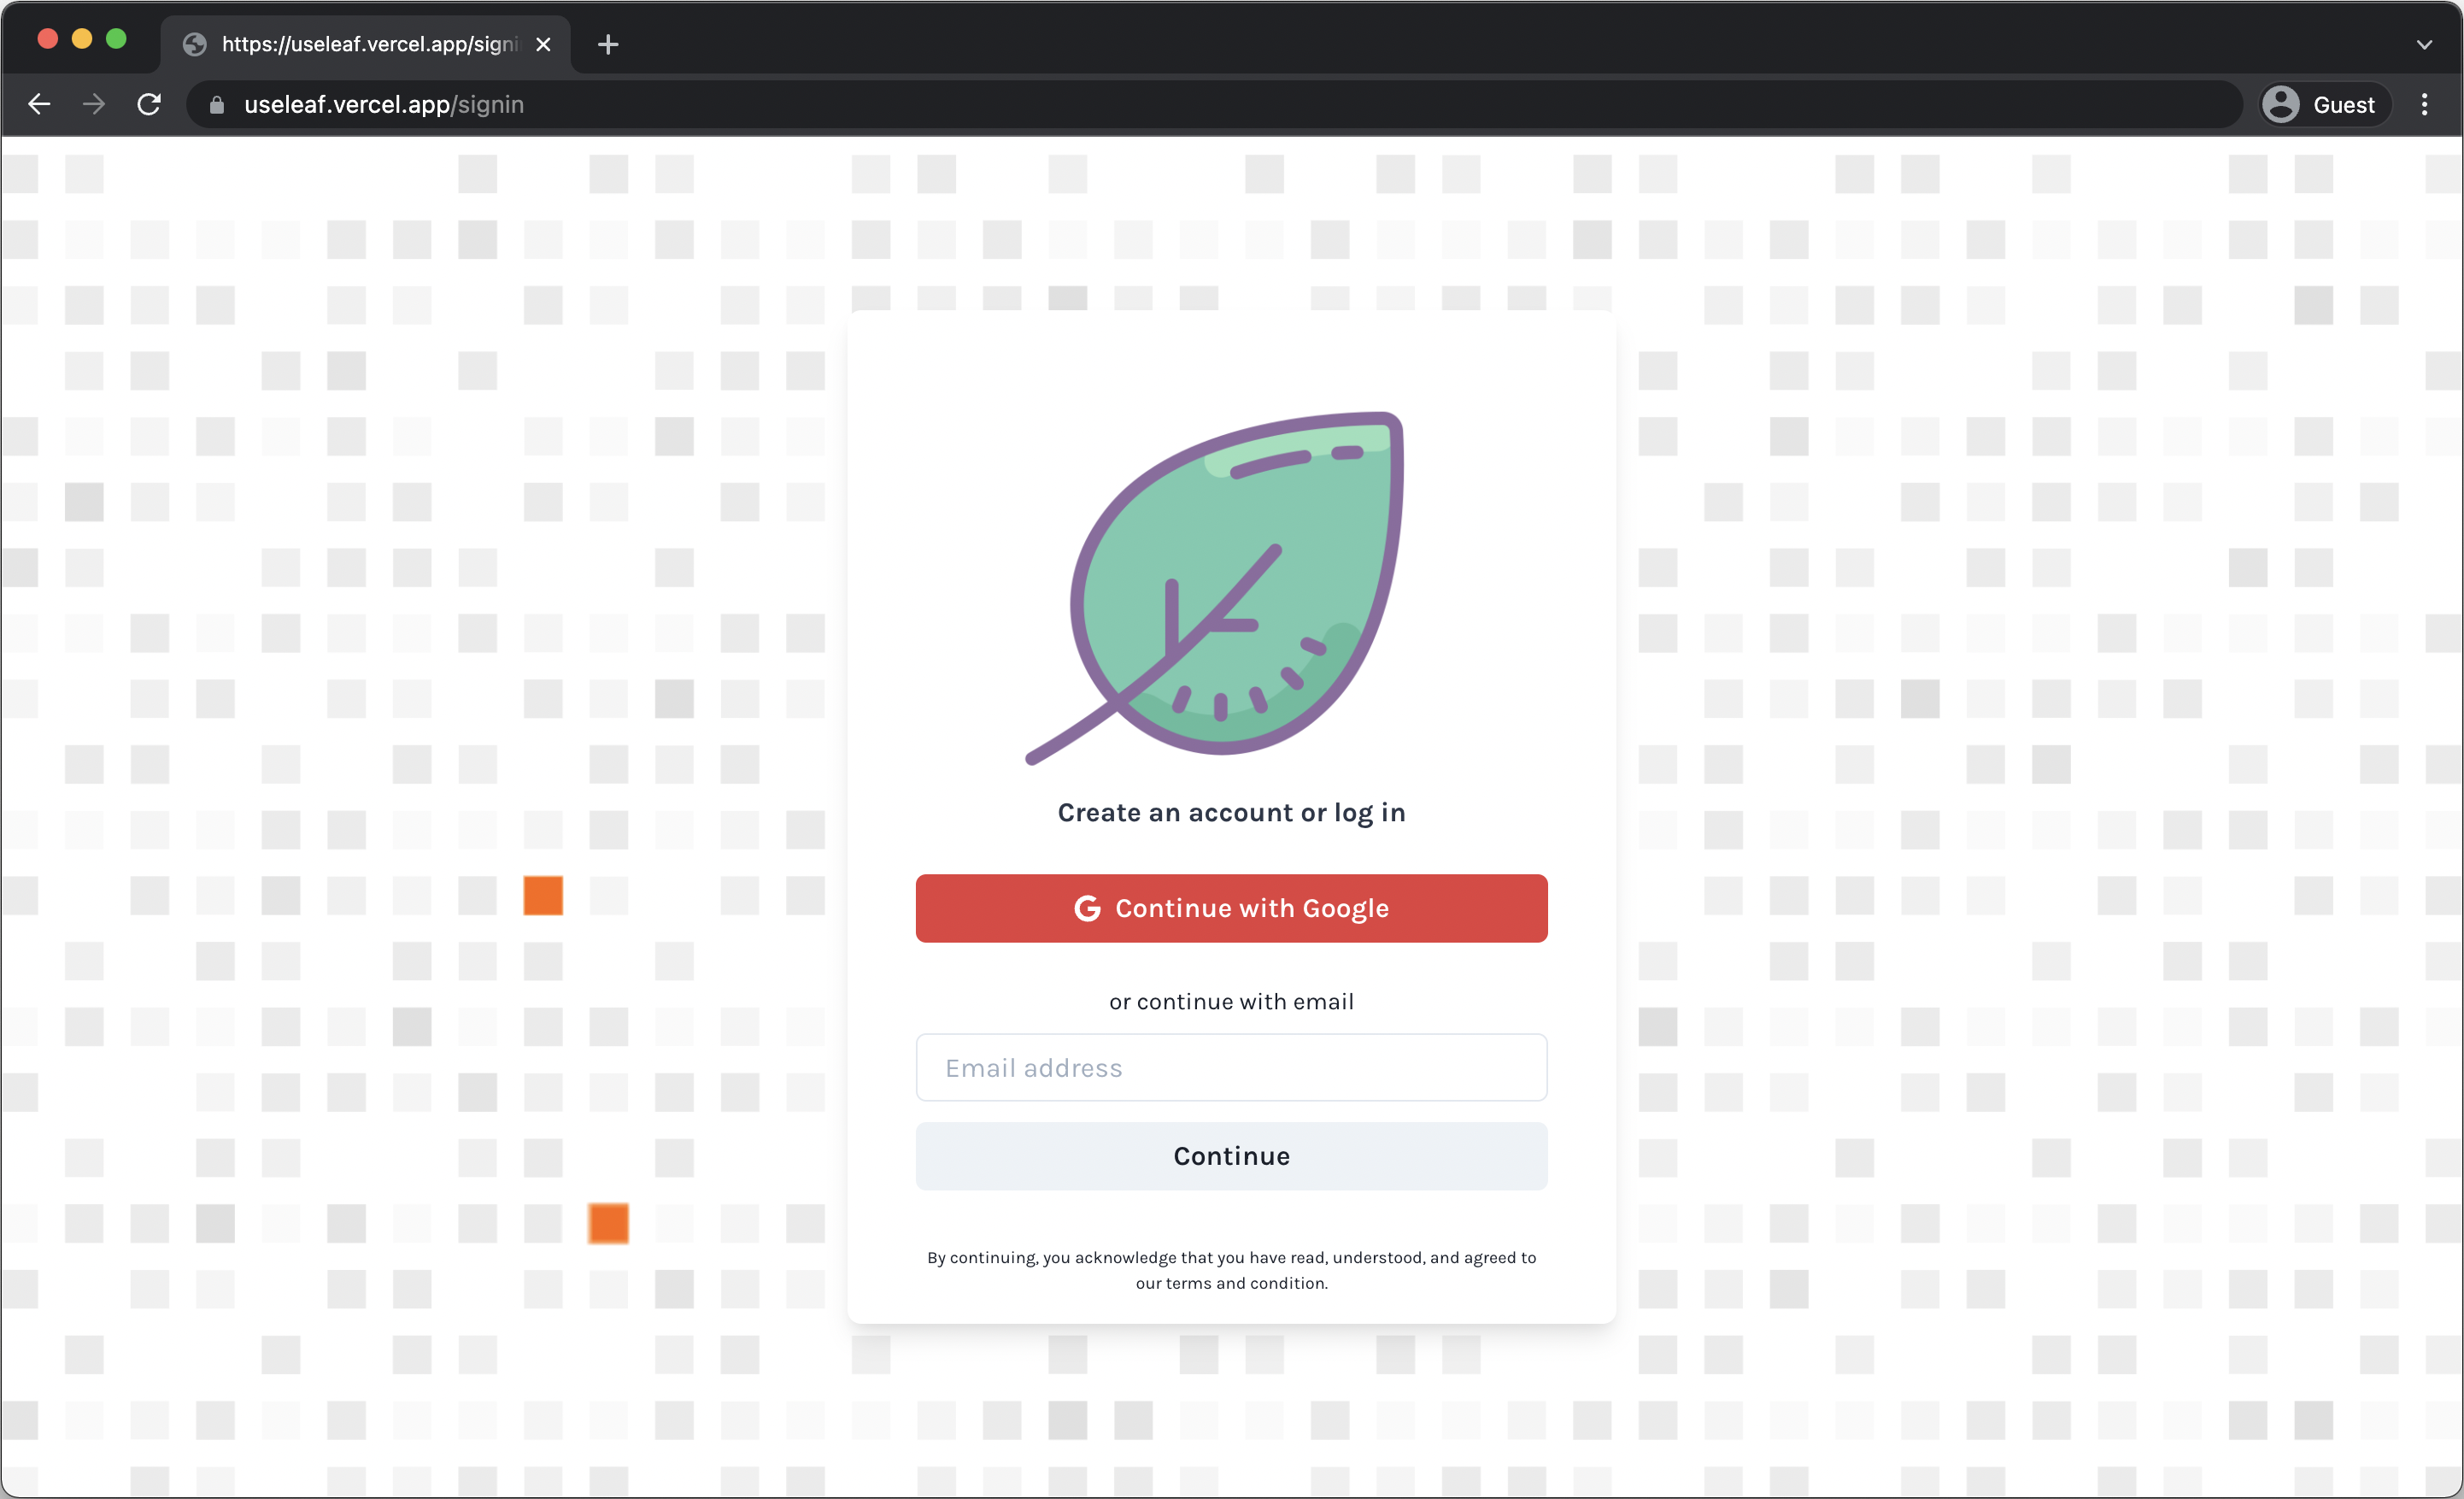 https://useleaf.vercel.app/signi
useleaf.vercel.app/signin
Guest
Create an account or log in
Continue with Google
or continue with email
Email address
Continue
By continuing, you acknowledge that you have read, understood, and agreed to
our terms and condition.